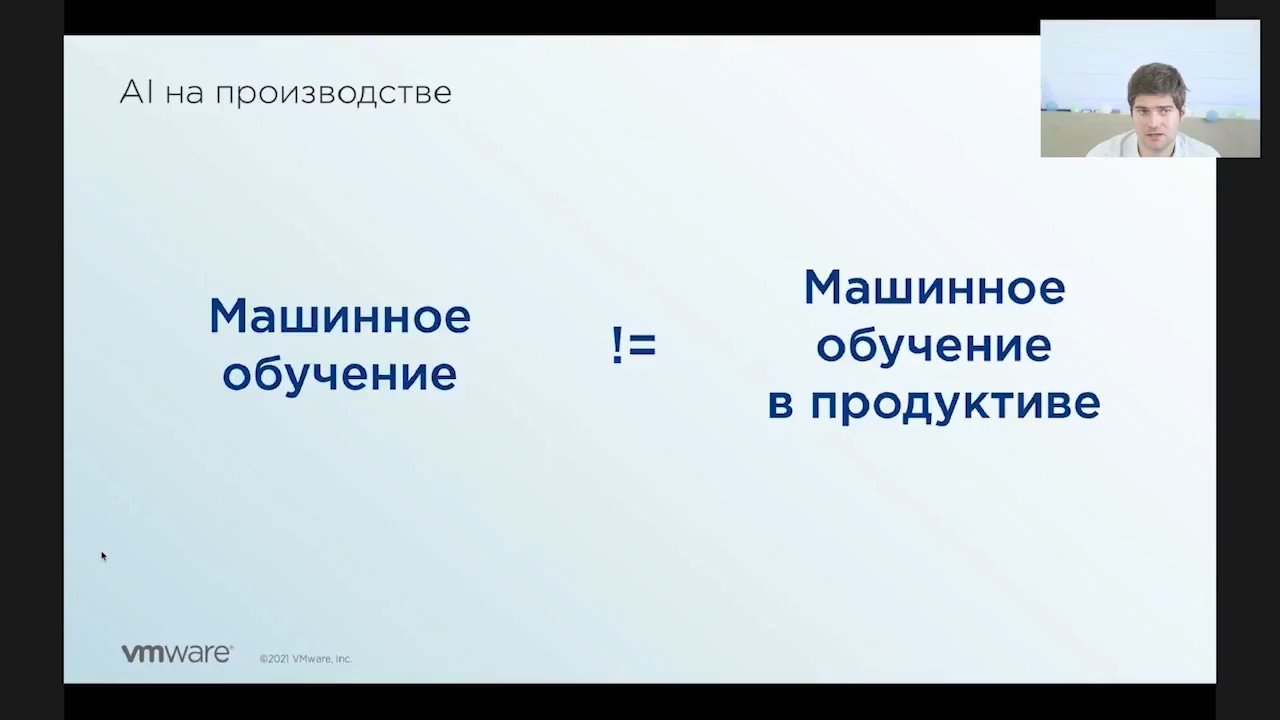 AI на производстве
Машинное
обучение
!=
Машинное
обучение
в продуктиве
vmware®
©2021 VMware, Inc.